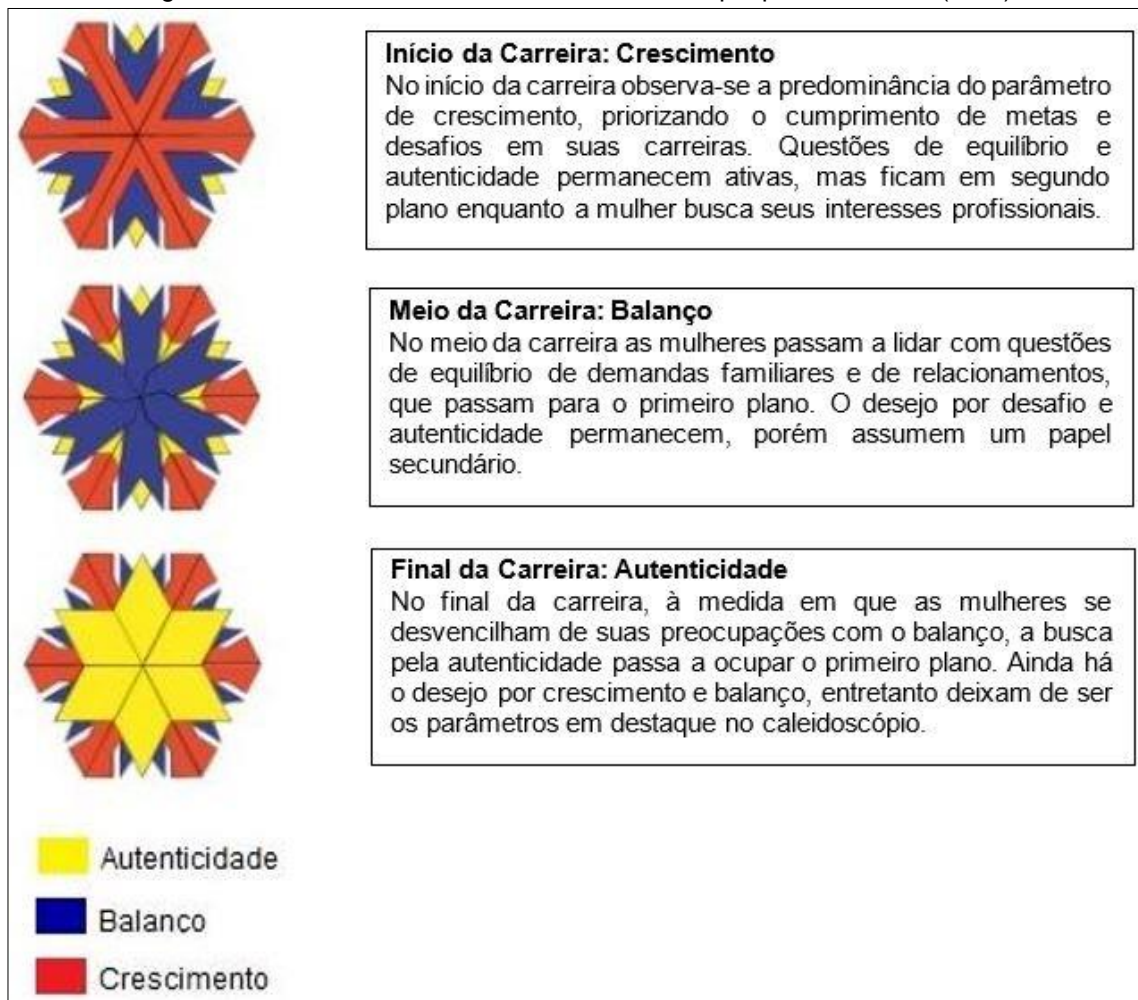 Início da Carreira: Crescimento
No início da carreira observa-se a predominância do parâmetro
de crescimento, priorizando o cumprimento de metas e
desafios em suas carreiras. Questões de equilíbrio e
autenticidade permanecem ativas, mas ficam em segundo
plano enquanto a mulher busca seus interesses profissionais.
Meio da Carreira: Balanço
No meio da carreira as mulheres passam a lidar com questões
de equilíbrio de demandas familiares e de relacionamentos,
que passam para o primeiro plano. O desejo por desafio e
autenticidade permanecem, porém assumem um papel
secundário.
Final da Carreira: Autenticidade
No final da carreira, à medida em que as mulheres se
desvencilham de suas preocupações com o balanço, a busca
pela autenticidade passa a ocupar o primeiro plano. Ainda há
o desejo por crescimento e balanço, entretanto deixam de ser
os parâmetros em destaque no caleidoscópio.
Autenticidade
Balanço
Crescimento